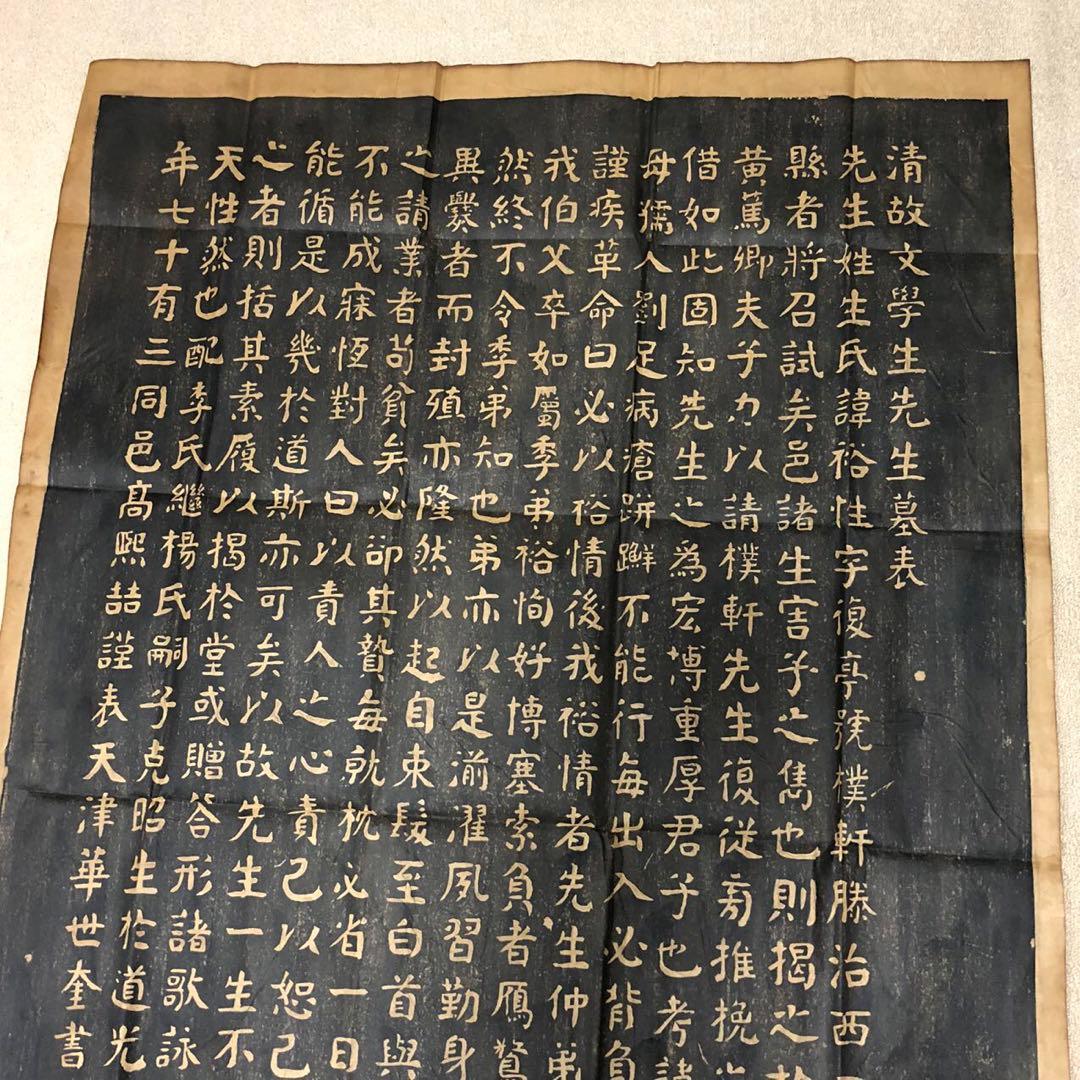 清故文學生先生墓表
先生姓生氏諱裕性字復亭號樸軒滕治西
縣者將召試矣邑諸生害子之雋也則揭之
黃篤卿夫子力以請樸軒先生復從旁推挽
借如此固知先生之為宏博重厚君子也考諱
母孺人劉足病瘡跰躃不能行每出入必背負
謹疾革命曰必以裕情後我裕情者先生仲弟
我伯父卒如屬季弟裕恂好博塞索負者鴈鶩
然終不令季弟知也弟亦以是湔濯夙習勤身
異爨者而封殖亦隆然以起自束髮至白首與
之請業者苟貧矣必卻其贄每就枕必省一日
不能成寐恆對人曰以責人之心責己以恕己
能循是以幾於道斯亦可矣以故先生一生不
心者則括其素履以揭於堂或贈答形諸歌詠
天性然也配李氏繼楊氏嗣子克昭生於道光
年七十有三同邑高熙喆謹表天津華世奎書